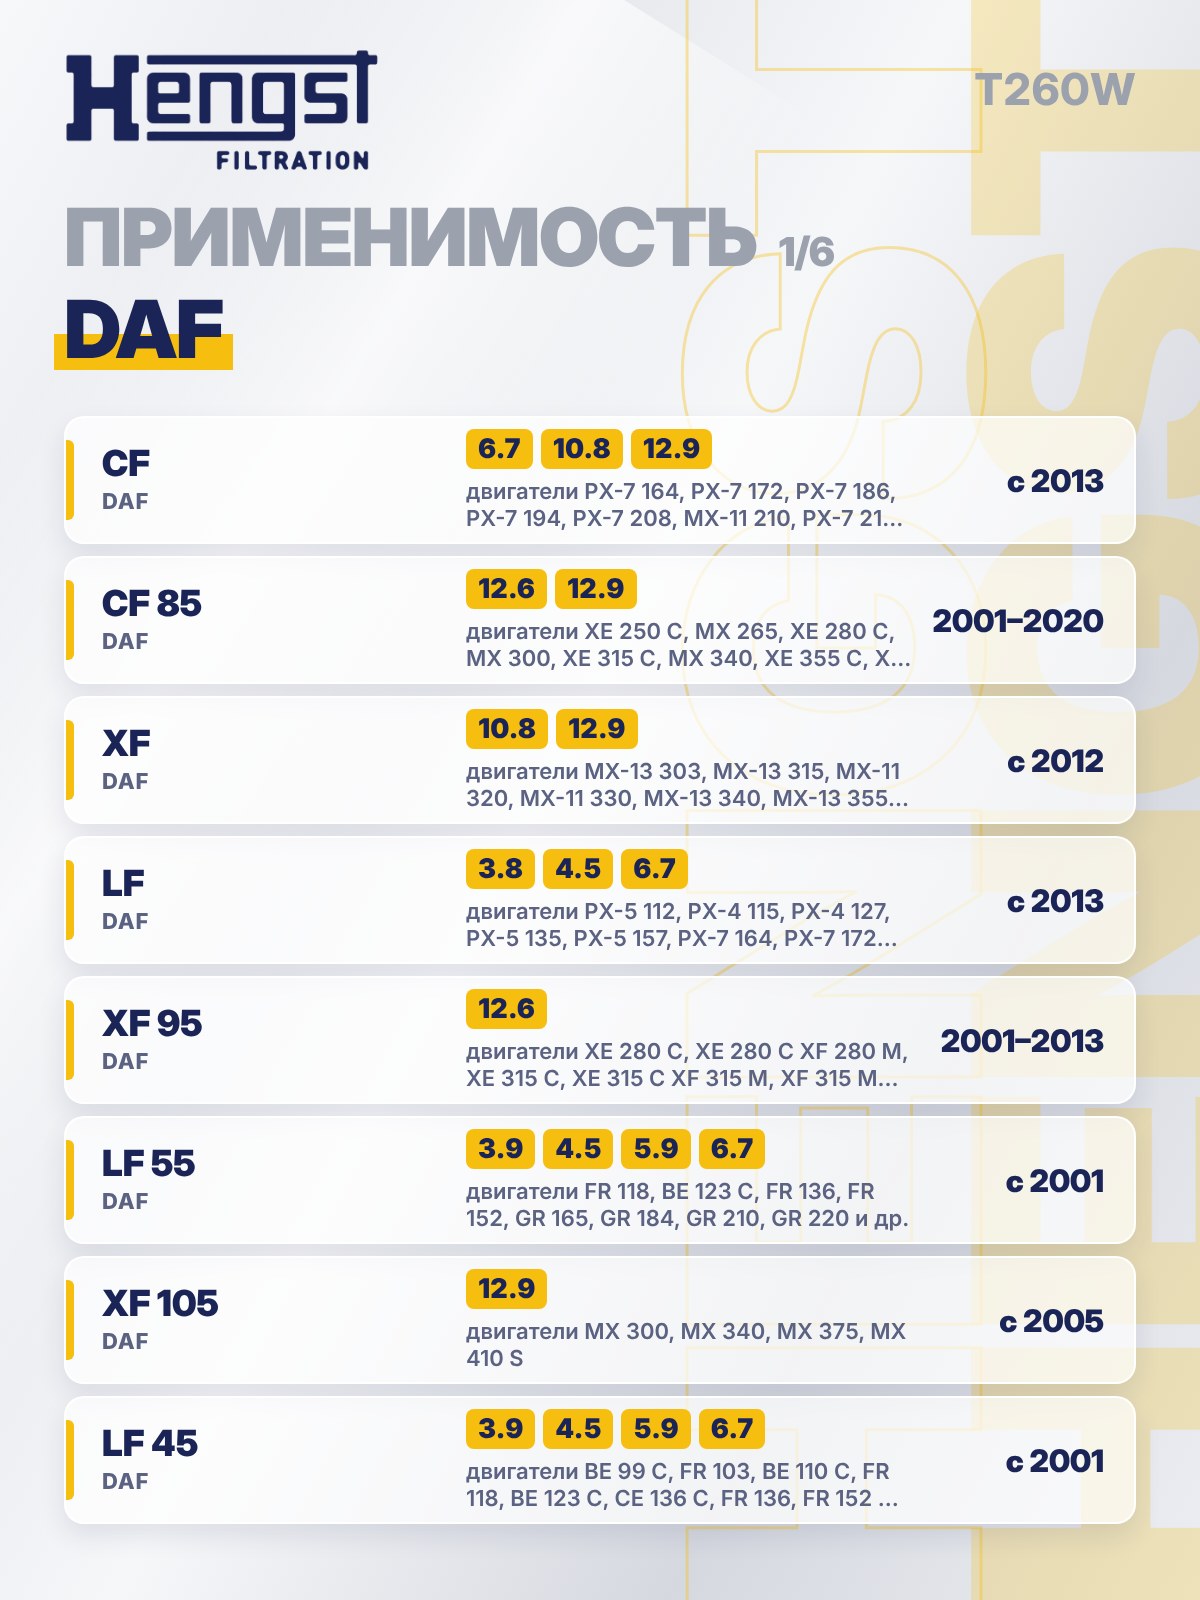 Hengst
FILTRATION
T260W
ПРИМЕНИМОСТЬ 1/6
DAF
CF
DAF
6.7 10.8 12.9
двигатели PX-7 164, PX-7 172, PX-7 186,
PX-7 194, PX-7 208, MX-11 210, PX-7 21...
с 2013
CF 85
DAF
12.6 12.9
двигатели XE 250 C, MX 265, XE 280 C,
MX 300, XE 315 C, MX 340, XE 355 C, X...
2001–2020
XF
DAF
10.8 12.9
двигатели MX-13 303, MX-13 315, MX-11
320, MX-11 330, MX-13 340, MX-13 355...
с 2012
LF
DAF
3.8 4.5 6.7
двигатели PX-5 112, PX-4 115, PX-4 127,
PX-5 135, PX-5 157, PX-7 164, PX-7 172...
с 2013
XF 95
DAF
12.6
двигатели XE 280 C, XE 280 C XF 280 M,
XE 315 C, XE 315 C XF 315 M, XF 315 M...
2001–2013
LF 55
DAF
3.9 4.5 5.9 6.7
двигатели FR 118, BE 123 C, FR 136, FR
152, GR 165, GR 184, GR 210, GR 220 и др.
с 2001
XF 105
DAF
12.9
двигатели MX 300, MX 340, MX 375, MX
410 S
с 2005
LF 45
DAF
3.9 4.5 5.9 6.7
двигатели BE 99 C, FR 103, BE 110 C, FR
118, BE 123 C, CE 136 C, FR 136, FR 152 ...
с 2001
HENGST
HENGST